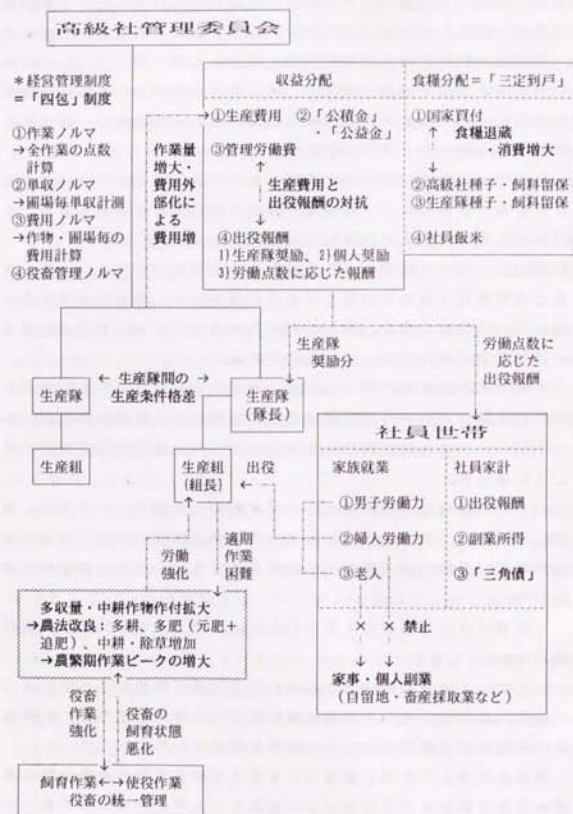 高級社管理委員会
＊経営管理制度
＝「四包」制度
①作業ノルマ
→全作業の点数
計算
②単収ノルマ
→圃場毎単収計測
③費用ノルマ
→作物・圃場毎の
費用計算
④役畜管理ノルマ
作業量
増大・
費用外
部化に
よる
費用増
収益分配
→①生産費用 ②「公積金」
・「公益金」
③管理労働費
↑
生産費用と
出役報酬の対抗
↓
④出役報酬
1)生産隊奨励、2)個人奨励
3)労働点数に応じた報酬
食糧分配＝「三定到戸」
①国家買付
↑ 食糧退蔵
・消費増大
↓
②高級社種子・飼料留保
③生産隊種子・飼料留保
④社員飯米
生産隊
奨励分
労働点数に
応じた
出役報酬
生産隊
← 生産隊間の →
生産条件格差
生産隊
(隊長)
生産組
生産組
(組長)
出役
社員世帯
家族就業
①男子労働力
②婦人労働力
③老人
社員家計
①出役報酬
②副業所得
③「三角債」
× × 禁止
↓ ↓
家事・個人副業
(自留地・畜産採取業など)
労働
強化
適期
作業
困難
多収量・中耕作物作付拡大
→農法改良：多耕、多肥（元肥＋
追肥）、中耕・除草増加
→農繁期作業ピークの増大
役畜
作業
強化
役畜の
飼育状態
悪化
飼育作業←→使役作業
役畜の統一管理